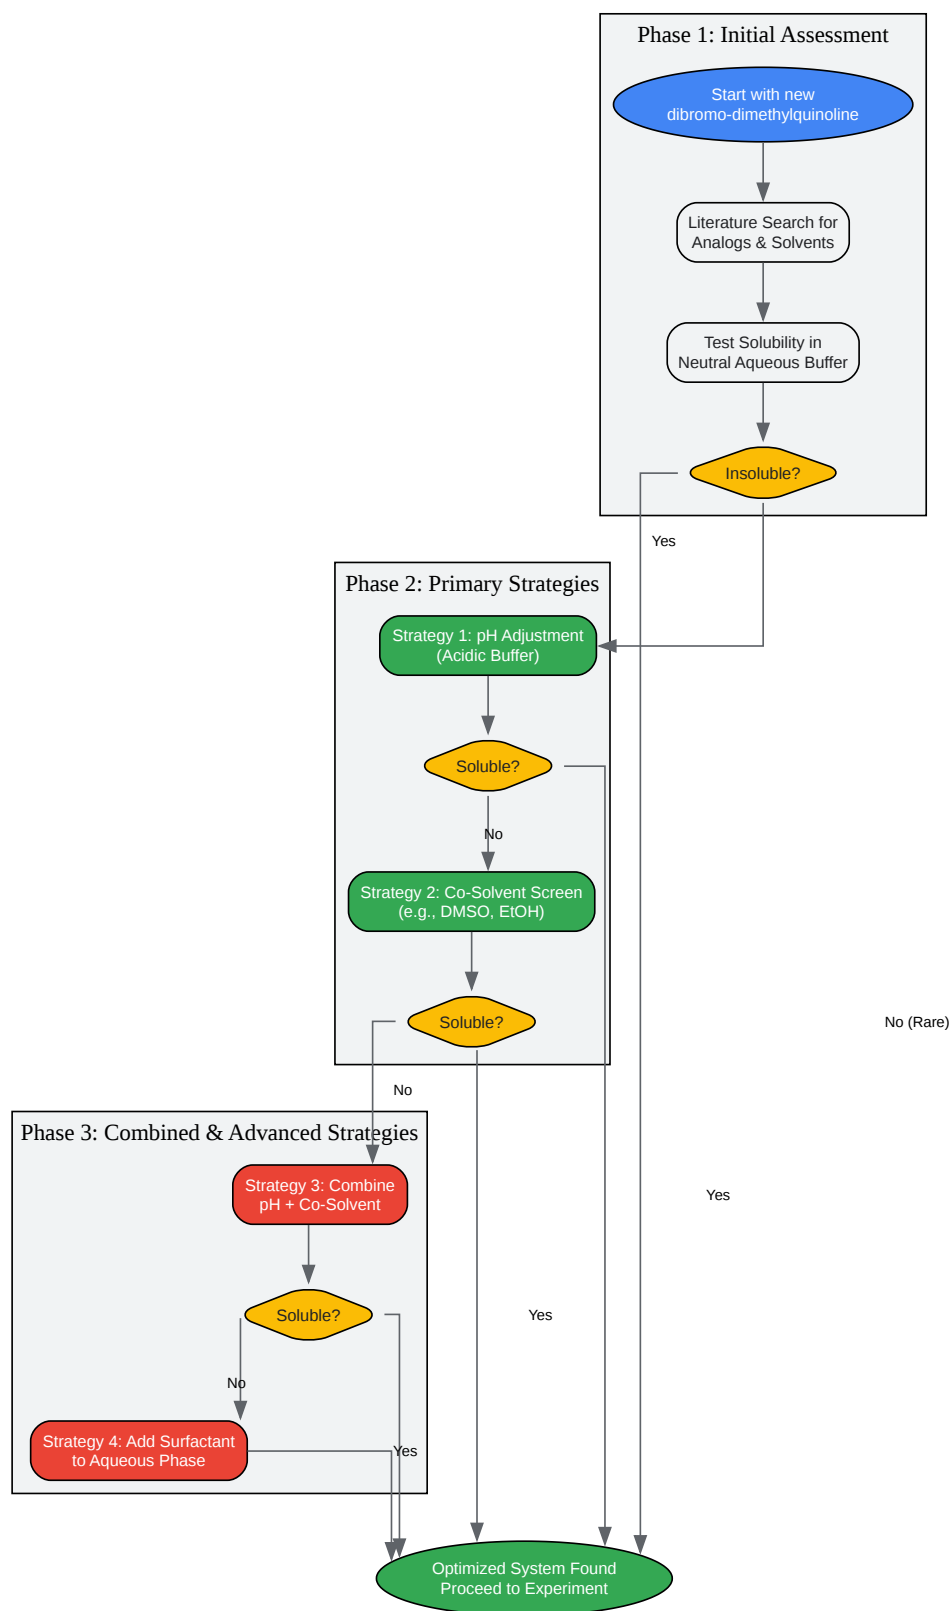 Phase 1: Initial Assessment
Start with new
dibromo-dimethylquinoline
Literature Search for
Analogs & Solvents
Test Solubility in
Neutral Aqueous Buffer
Insoluble?
Yes
Phase 2: Primary Strategies
Strategy 1: pH Adjustment
(Acidic Buffer)
Soluble?
No
Strategy 2: Co-Solvent Screen
(e.g., DMSO, EtOH)
Soluble?
No (Rare)
No
Phase 3: Combined & Advanced Strategies
Strategy 3: Combine
pH + Co-Solvent
Yes
Soluble?
Yes
No
Strategy 4: Add Surfactant
to Aqueous Phase
Yes
Optimized System Found
Proceed to Experiment